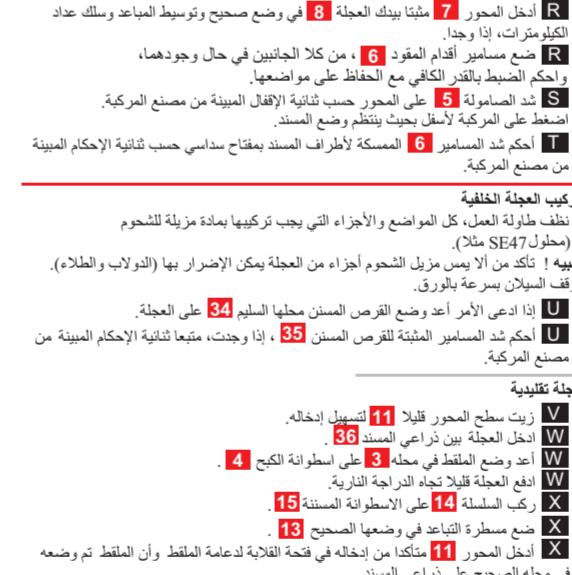 R أدخل المحور 7 مثبتا بيدك العجلة 8 في وضع صحيح وتوسيط المباعد وسلك عداد
الكيلومترات، إذا وجدا.
R ضع مسامير أقدام المقود 6 ، من كلا الجانبين في حال وجودهما،
واحكم الضبط بالقدر الكافي مع الحفاظ على مواضعها.
S شد الصامولة 5 على المحور حسب ثنائية الإقفال المبينة من مصنع المركبة.
اضغط على المركبة لأسفل بحيث ينتظم وضع المسند.
T أحكم شد المسامير 6 الممسكة لأطراف المسند بمفتاح سداسي حسب ثنائية الإحكام المبينة
من مصنع المركبة.
كيب العجلة الخلفية
نظف طاولة العمل، كل المواضع والأجزاء التي يجب تركيبها بمادة مزيلة للشحوم
(محلول SE47 مثلا).
بيه ! تأكد من ألا يمس مزيل الشحوم أجزاء من العجلة يمكن الإضرار بها (الدولاب والطلاء).
قف السيلان بسرعة بالورق.
U إذا ادعى الأمر أعد وضع القرص المسنن محلها السليم 34 على العجلة.
U أحكم شد المسامير المثبتة للقرص المسنن 35 ، إذا وجدت، متبعا ثنائية الإحكام المبينة من
مصنع المركبة.
جلة تقليدية
V زيت سطح المحور قليلا 11 لتسهيل إدخاله.
W ادخل العجلة بين ذراعي المسند 36 .
W أعد وضع الملقط في محله 3 على اسطوانة الكبح 4 .
W ادفع العجلة قليلا تجاه الدراجة النارية.
X ركب السلسلة 14 على الاسطوانة المسننة 15 .
X ضع مسطرة التباعد في وضعها الصحيح 13 .
X أدخل المحور 11 متأكدا من إدخاله في فتحة القلابة لدعامة الملقط وأن الملقط تم وضعه
في محله الصحيح على ذراعي المسند